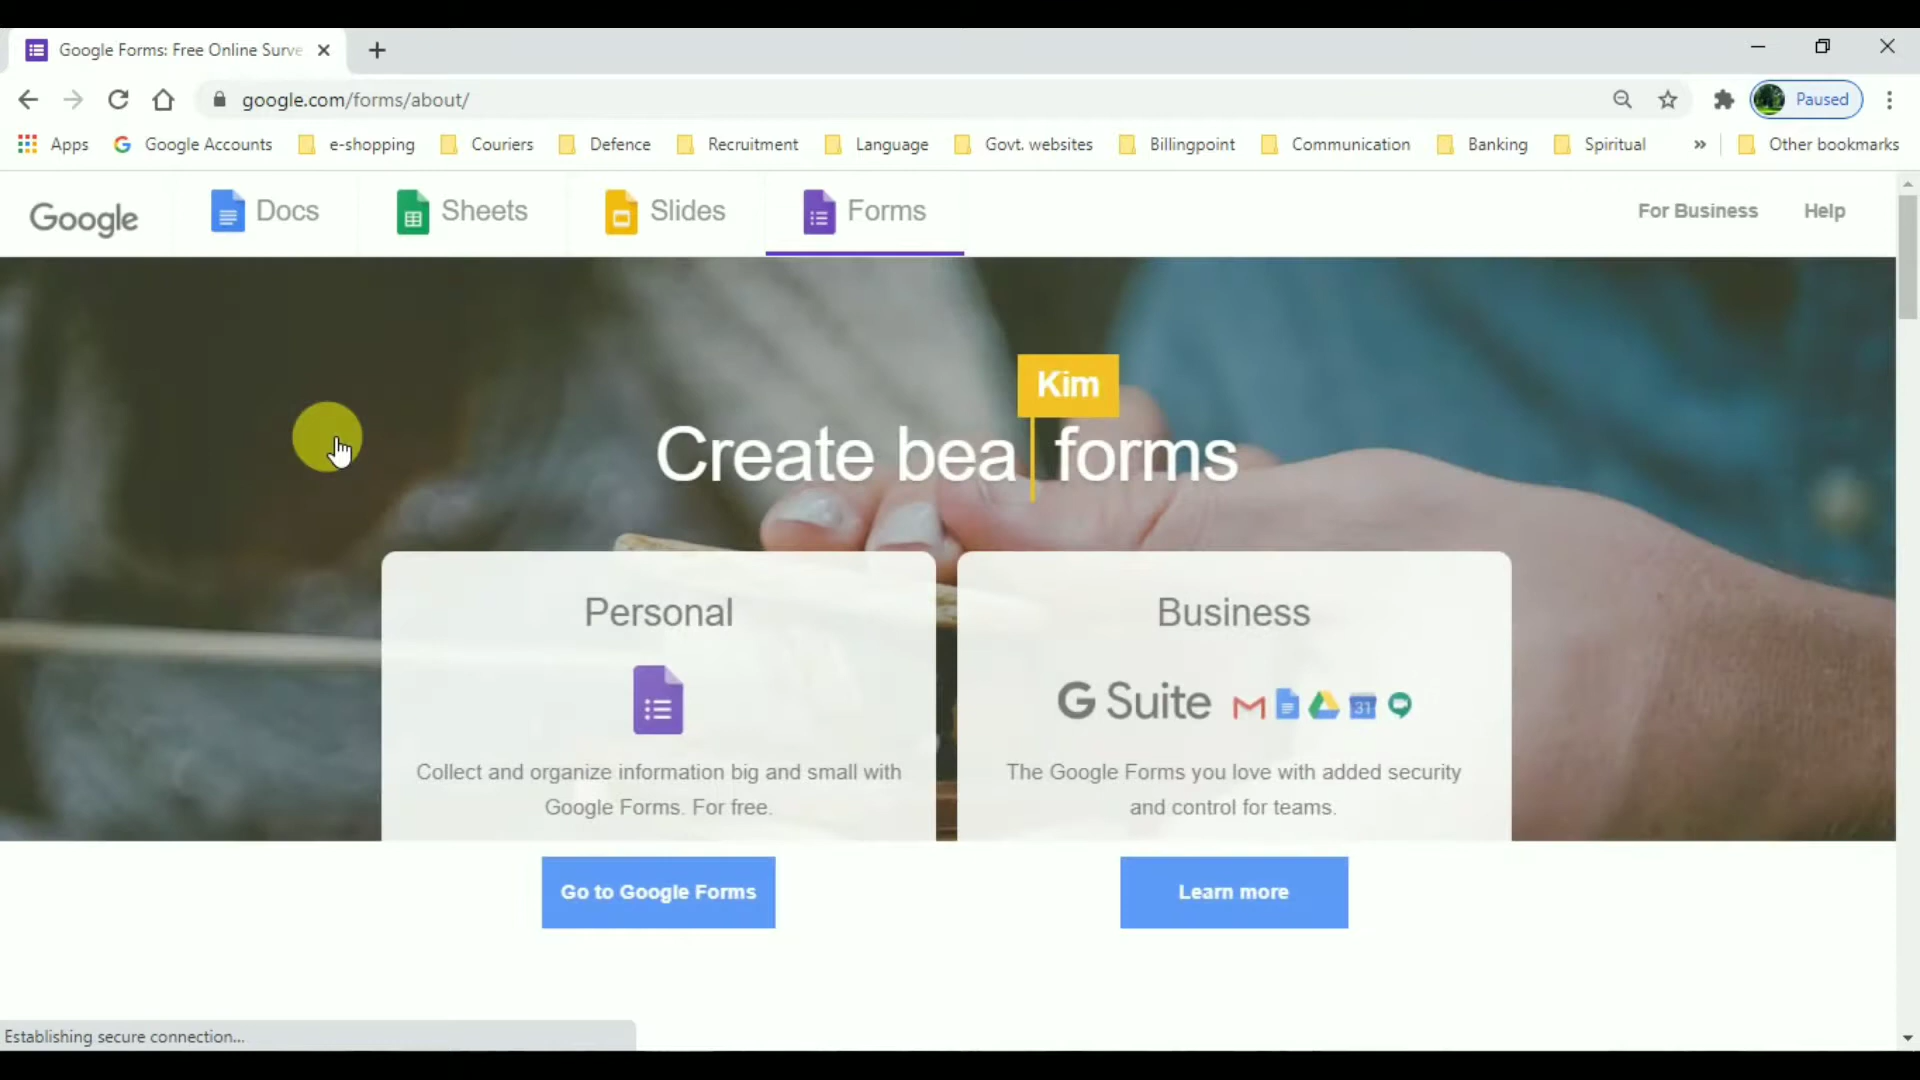 Google Forms: Free Online Surve
google.com/forms/about/
Paused
Apps
Google Accounts
e-shopping
Couriers
Defence
Recruitment
Language
Govt. websites
Billingpoint
Communication
Banking
Spiritual
»
Other bookmarks
Google
Docs
Sheets
Slides
Forms
For Business
Help
Kim
Create bea forms
Personal
Business
G Suite
31
Collect and organize information big and small with
Google Forms. For free.
The Google Forms you love with added security
and control for teams.
Go to Google Forms
Learn more
Establishing secure connection...